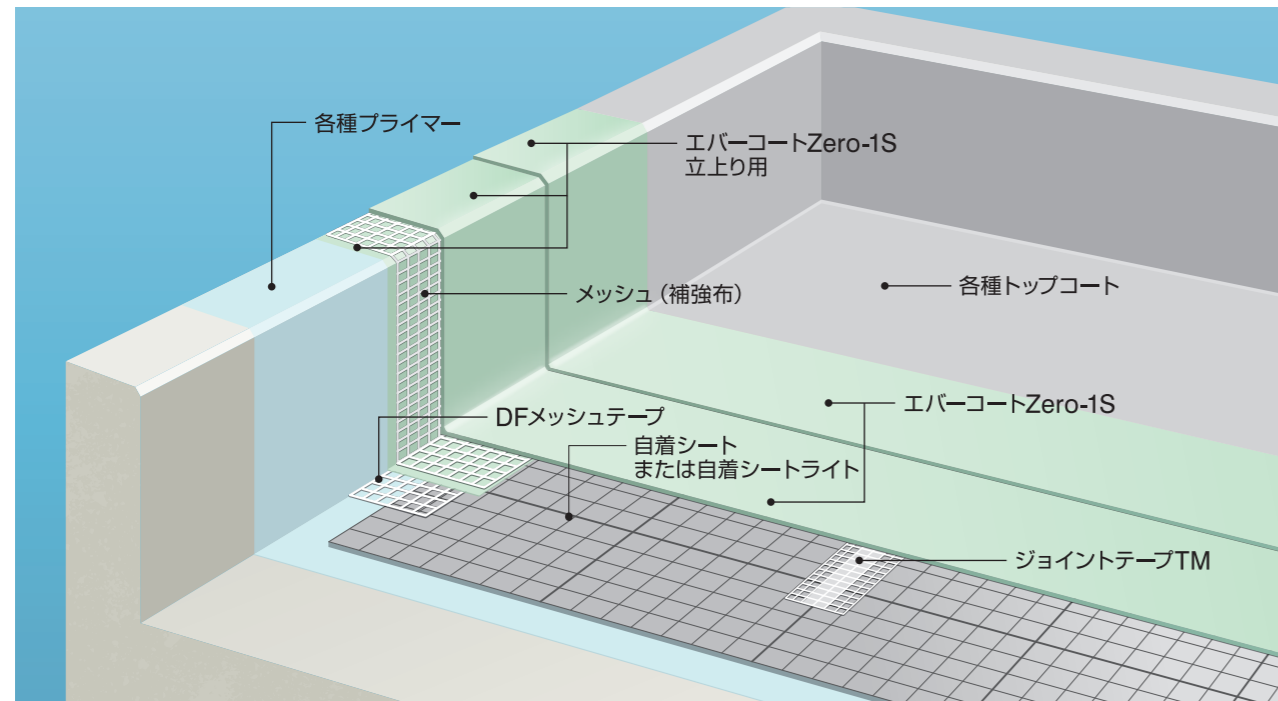 各種プライマー
エバーコートZero-1S
立上り用
メッシュ（補強布）
各種トップコート
エバーコートZero-1S
DFメッシュテープ
自着シート
または自着シートライト
ジョイントテープTM